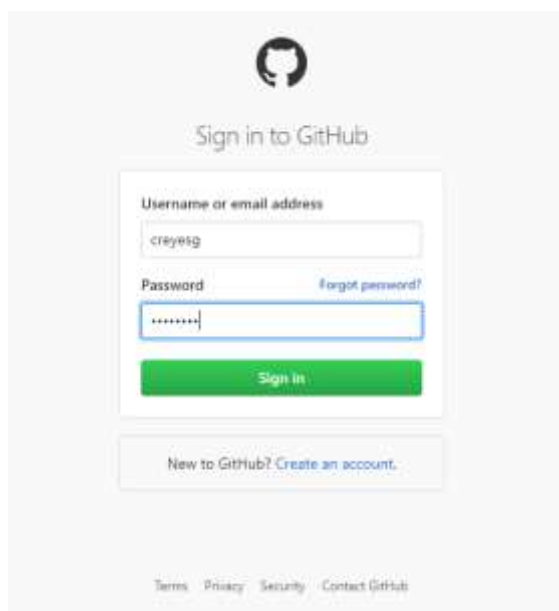 Sign in to GitHub
Username or email address
creyesg
Password Forgot password?
••••••••
Sign in
New to GitHub? Create an account.
Terms Privacy Security Contact GitHub